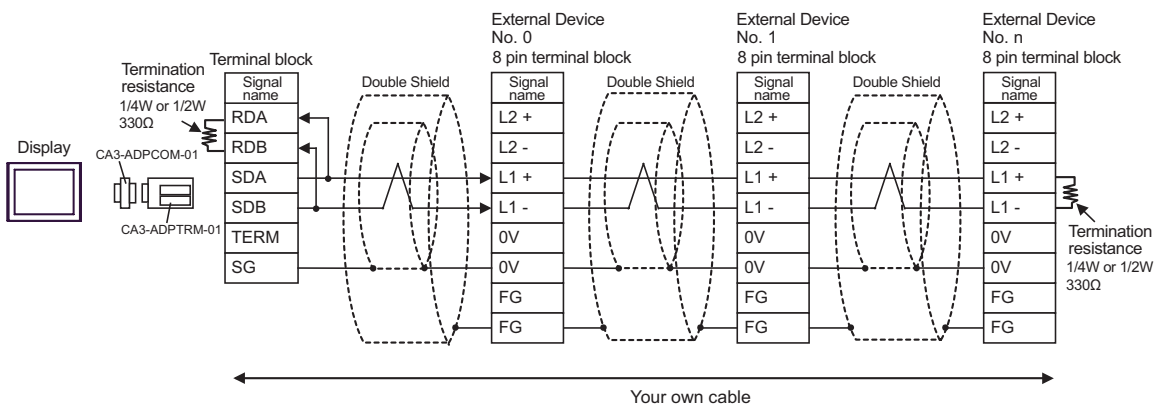 Display
CA3-ADPCOM-01
CA3-ADPTRM-01
Termination
resistance
1/4W or 1/2W
330Ω
Terminal block
Signal
name
RDA
RDB
SDA
SDB
TERM
SG
Double Shield
External Device
No. 0
8 pin terminal block
Signal
name
L2 +
L2 -
L1 +
L1 -
0V
0V
FG
FG
Double Shield
External Device
No. 1
8 pin terminal block
Signal
name
L2 +
L2 -
L1 +
L1 -
0V
0V
FG
FG
Double Shield
External Device
No. n
8 pin terminal block
Signal
name
L2 +
L2 -
L1 +
L1 -
0V
0V
FG
FG
Termination
resistance
1/4W or 1/2W
330Ω
Your own cable